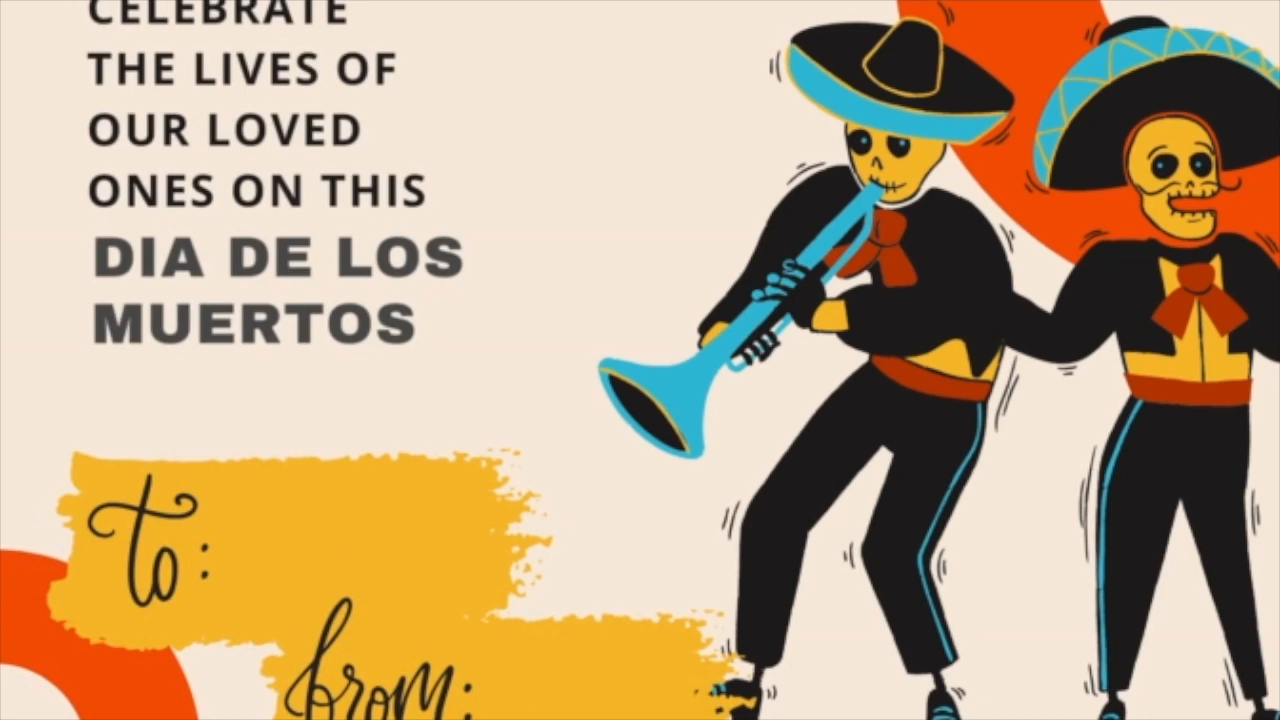 CELEBRATE
THE LIVES OF
OUR LOVED
ONES ON THIS
DIA DE LOS
MUERTOS
to:
from: